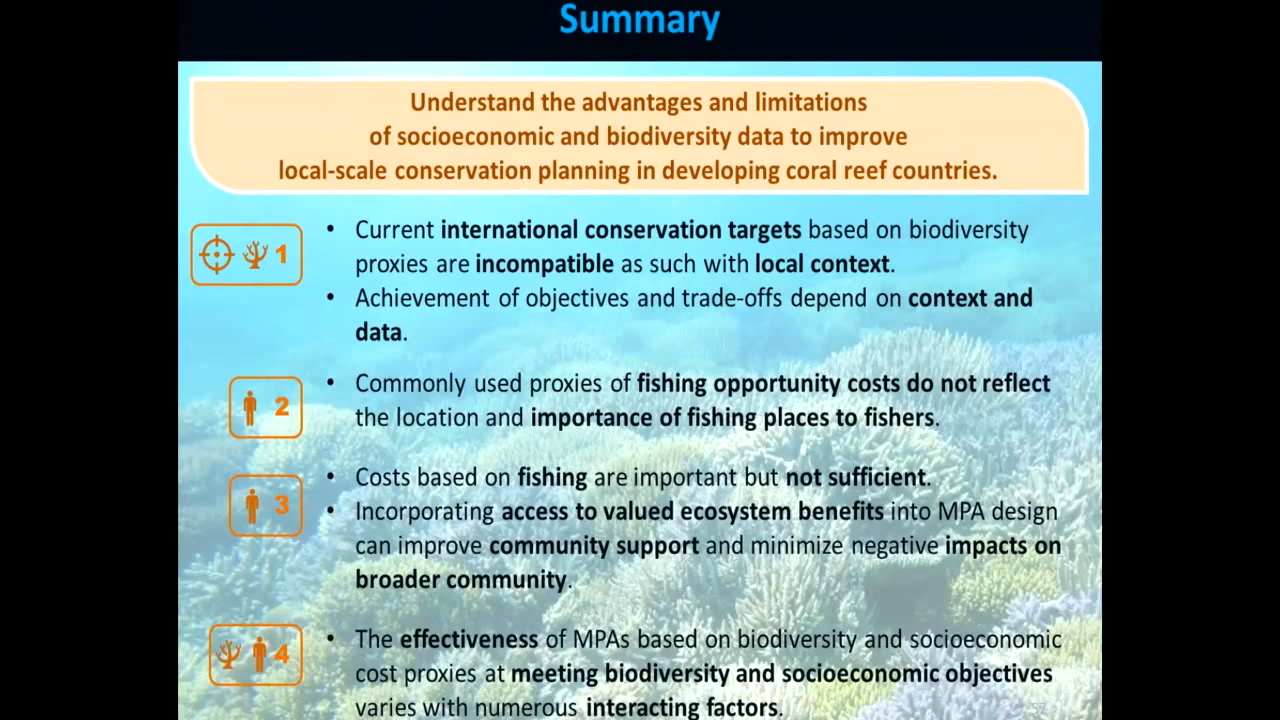 Summary
Understand the advantages and limitations
of socioeconomic and biodiversity data to improve
local-scale conservation planning in developing coral reef countries.
1
• Current international conservation targets based on biodiversity
proxies are incompatible as such with local context.
• Achievement of objectives and trade-offs depend on context and
data.
2
• Commonly used proxies of fishing opportunity costs do not reflect
the location and importance of fishing places to fishers.
3
• Costs based on fishing are important but not sufficient.
• Incorporating access to valued ecosystem benefits into MPA design
can improve community support and minimize negative impacts on
broader community.
4
• The effectiveness of MPAs based on biodiversity and socioeconomic
cost proxies at meeting biodiversity and socioeconomic objectives
varies with numerous interacting factors.